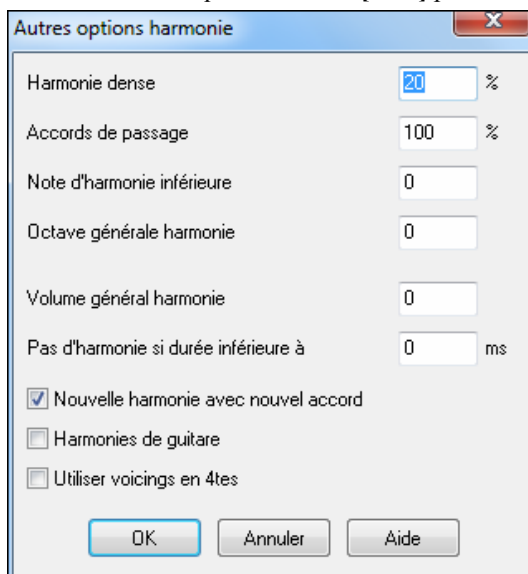 Autres options harmonie
Harmonie dense 20 %
Accords de passage 100 %
Note d'harmonie inférieure 0
Octave générale harmonie 0
Volume général harmonie 0
Pas d'harmonie si durée inférieure à 0 ms
Nouvelle harmonie avec nouvel accord
Harmonies de guitare
Utiliser voicings en 4tes
OK Annuler Aide